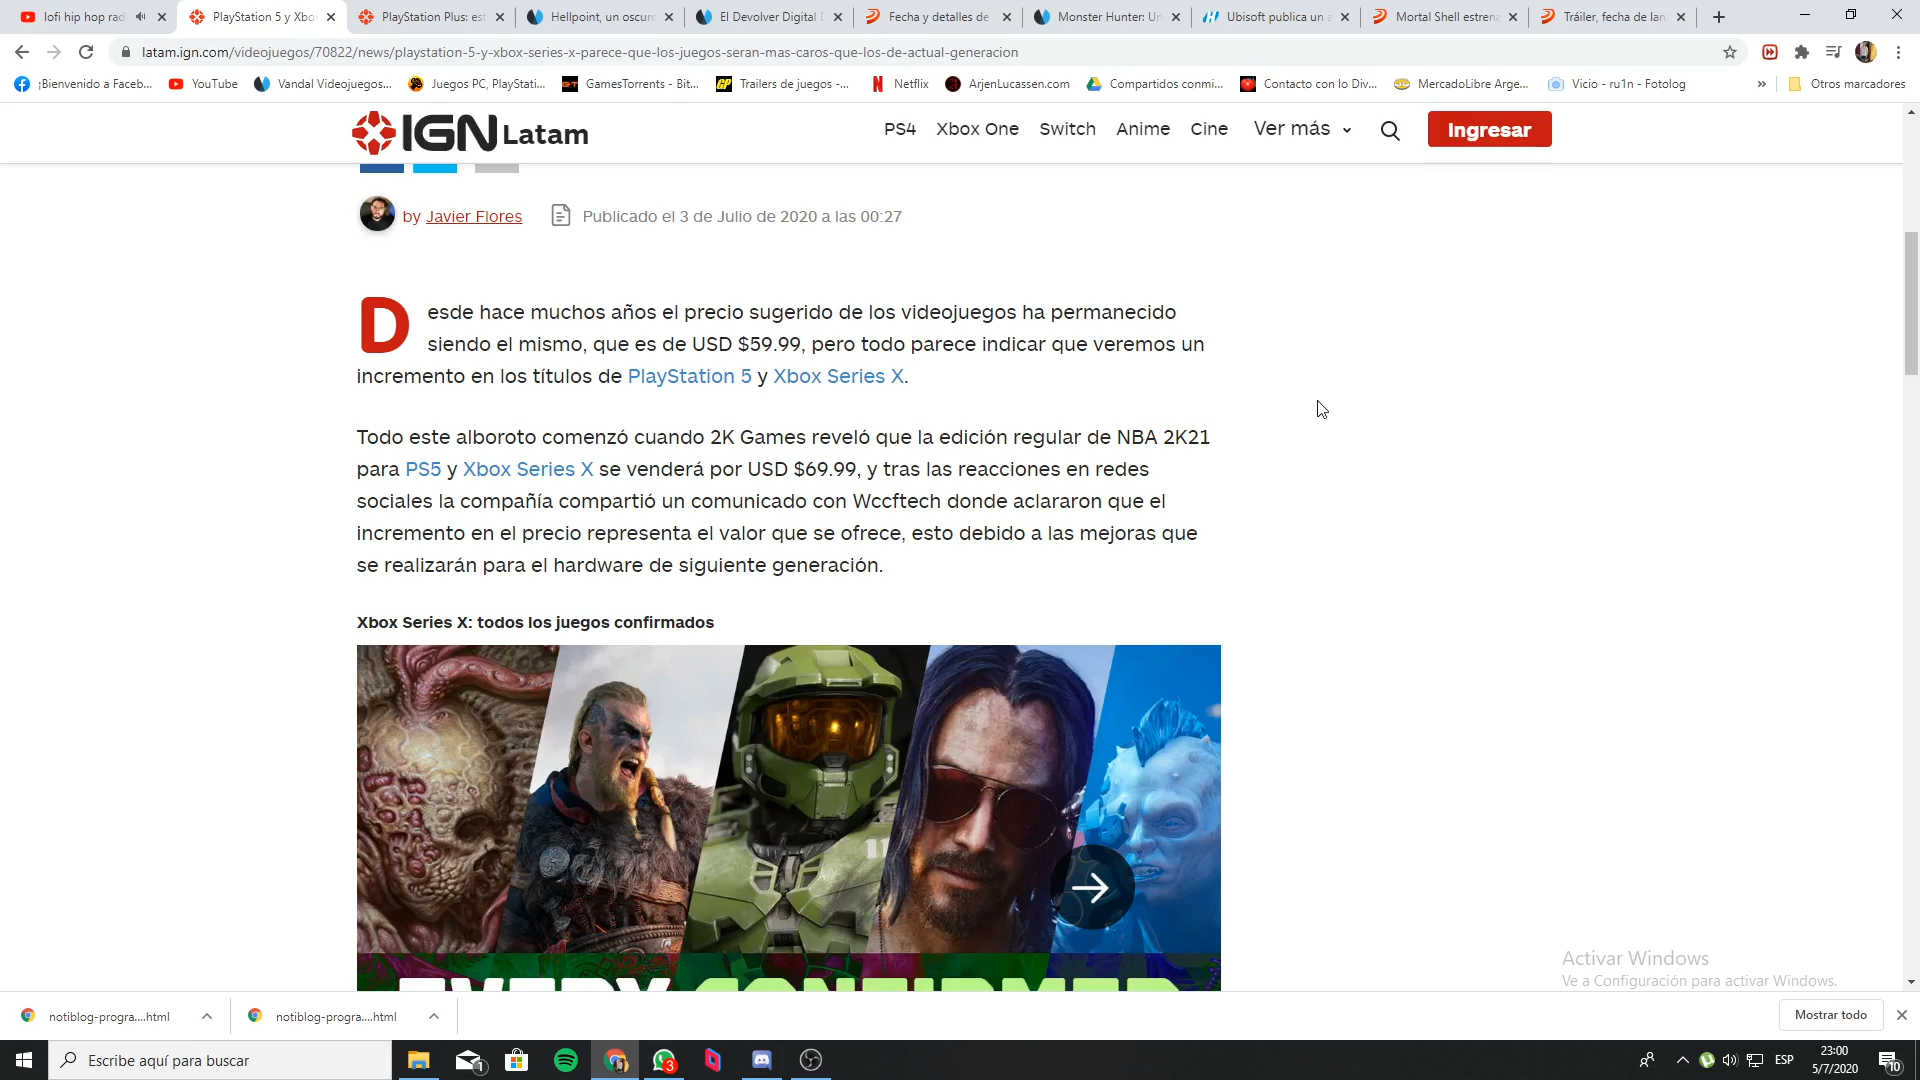 lofi hip hop rad
PlayStation 5 y Xbo
PlayStation Plus: est
Hellpoint, un oscuro
El Devolver Digital D
Fecha y detalles de
Monster Hunter: Un
Ubisoft publica un a
Mortal Shell estrena
Tráiler, fecha de lan
latam.ign.com/videojuegos/70822/news/playstation-5-y-xbox-series-x-parece-que-los-juegos-seran-mas-caros-que-los-de-actual-generacion
¡Bienvenido a Faceb...
YouTube
Vandal Videojuegos...
Juegos PC, PlayStati...
GamesTorrents - Bit...
Trailers de juegos -...
Netflix
ArjenLucassen.com
Compartidos conmi...
Contacto con lo Div...
MercadoLibre Arge...
Vicio - ru1n - Fotolog
»
Otros marcadores
IGN Latam
PS4
Xbox One
Switch
Anime
Cine
Ver más
Ingresar
by Javier Flores
Publicado el 3 de Julio de 2020 a las 00:27
Desde hace muchos años el precio sugerido de los videojuegos ha permanecido
siendo el mismo, que es de USD $59.99, pero todo parece indicar que veremos un
incremento en los títulos de PlayStation 5 y Xbox Series X.
Todo este alboroto comenzó cuando 2K Games reveló que la edición regular de NBA 2K21
para PS5 y Xbox Series X se venderá por USD $69.99, y tras las reacciones en redes
sociales la compañía compartió un comunicado con Wccftech donde aclararon que el
incremento en el precio representa el valor que se ofrece, esto debido a las mejoras que
se realizarán para el hardware de siguiente generación.
Xbox Series X: todos los juegos confirmados
EVERY CONFIRMED
Activar Windows
Ve a Configuración para activar Windows.
notiblog-progra....html
notiblog-progra....html
Mostrar todo
Escribe aquí para buscar
1
3
ESP
23:00
5/7/2020
10